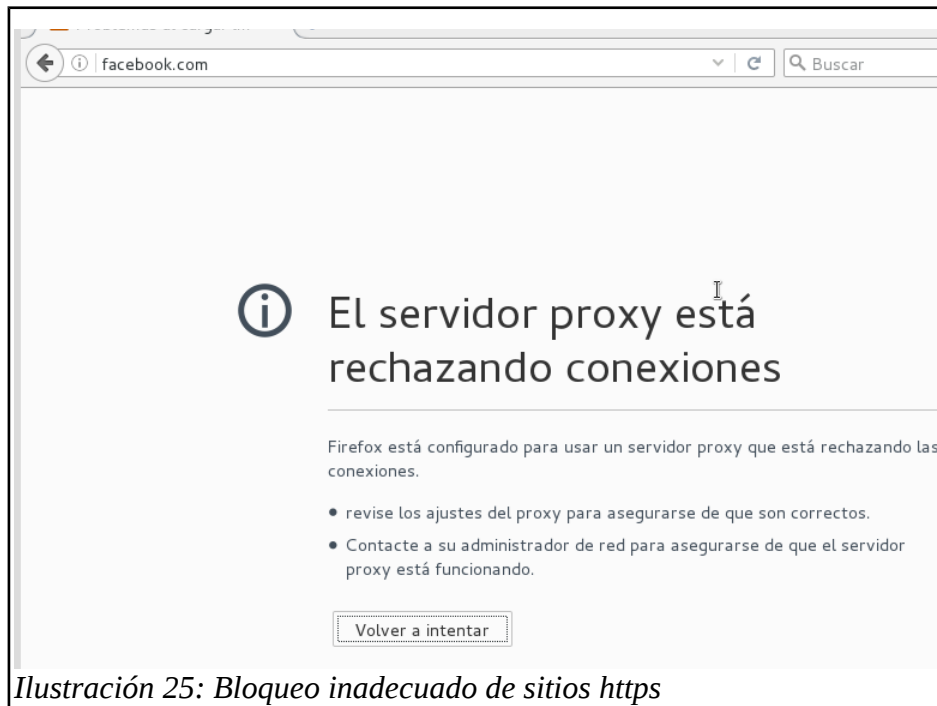 facebook.com
Buscar
El servidor proxy está
rechazando conexiones
Firefox está configurado para usar un servidor proxy que está rechazando las
conexiones.
revise los ajustes del proxy para asegurarse de que son correctos.
Contacte a su administrador de red para asegurarse de que el servidor
proxy está funcionando.
Volver a intentar
Ilustración 25: Bloqueo inadecuado de sitios https